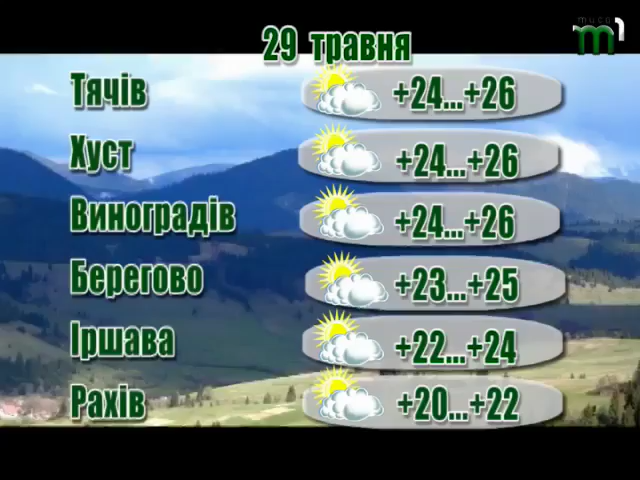 29 травня
Тячів +24...+26
Хуст +24...+26
Виноградів +24...+26
Берегово +23...+25
Іршава +22...+24
Рахів +20...+22